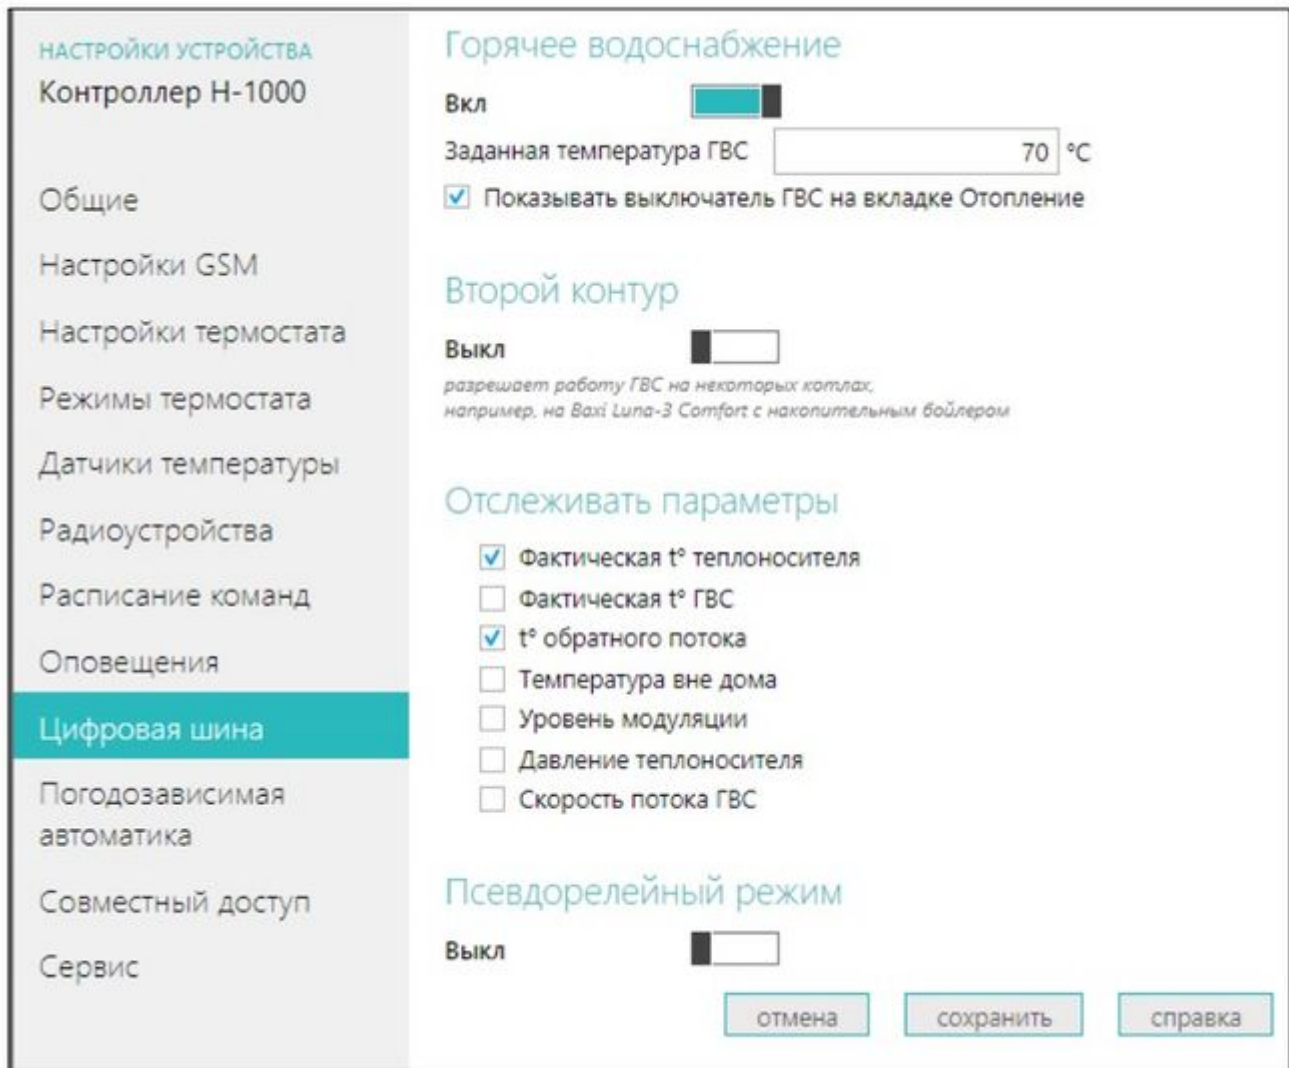 НАСТРОЙКИ УСТРОЙСТВА
Контроллер H-1000
Общие
Настройки GSM
Настройки термостата
Режимы термостата
Датчики температуры
Радиоустройства
Расписание команд
Оповещения
Цифровая шина
Погодозависимая
автоматика
Совместный доступ
Сервис
Горячее водоснабжение
Вкл
Заданная температура ГВС 70 °C
Показывать выключатель ГВС на вкладке Отопление
Второй контур
Выкл
разрешает работу ГВС на некоторых котлах,
например, на Baxi Luna-3 Comfort с накопительным бойлером
Отслеживать параметры
Фактическая t° теплоносителя
Фактическая t° ГВС
t° обратного потока
Температура вне дома
Уровень модуляции
Давление теплоносителя
Скорость потока ГВС
Псевдорелейный режим
Выкл
отмена сохранить справка